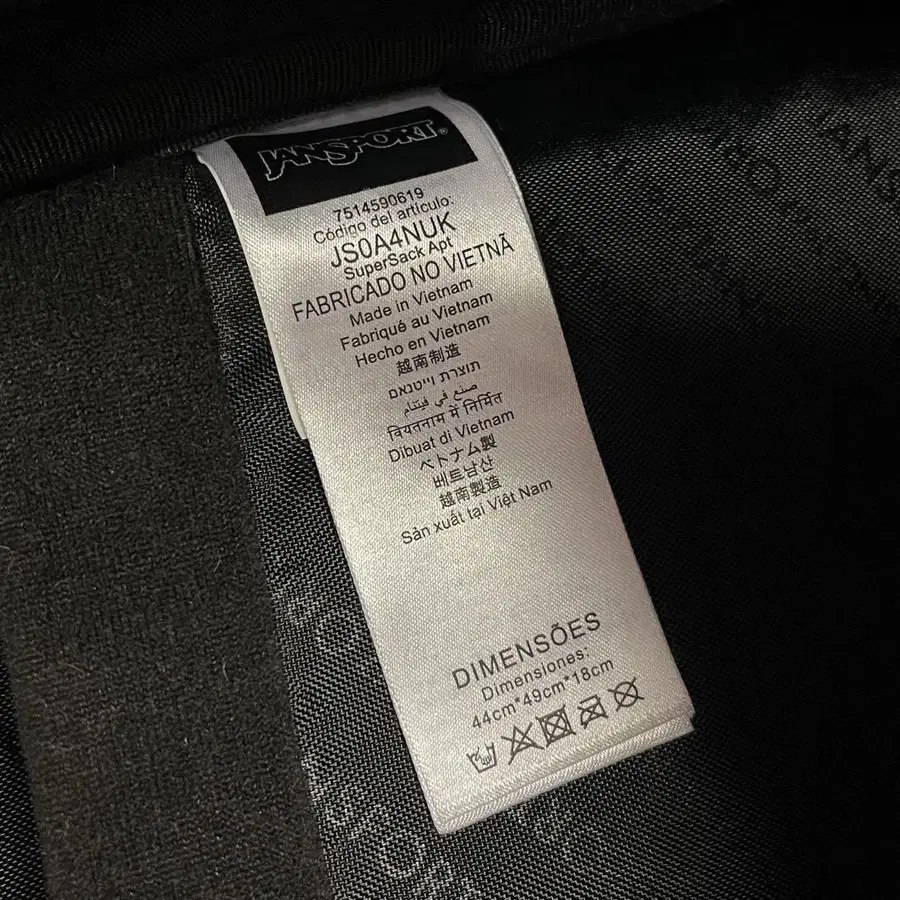 JANSPORT®
7514590619
Código del artículo:
JS0A4NUK
SuperSack Apt
FABRICADO NO VIETNÃ
Made in Vietnam
Fabriqué au Vietnam
Hecho en Vietnam
越南制造
תוצרת וייטנאם
صنع في فيتنام
वियतनाम में निर्मित
Dibuat di Vietnam
ベトナム製
베트남산
越南製造
Sản xuất tại Việt Nam
DIMENSÕES
Dimensiones:
44cm*49cm*18cm